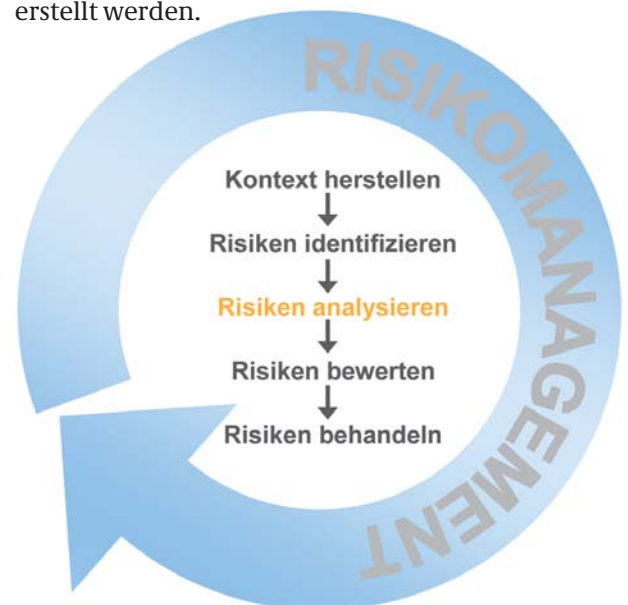 erstellt werden.
RISIKOMANAGEMENT
Kontext herstellen
Risiken identifizieren
Risiken analysieren
Risiken bewerten
Risiken behandeln